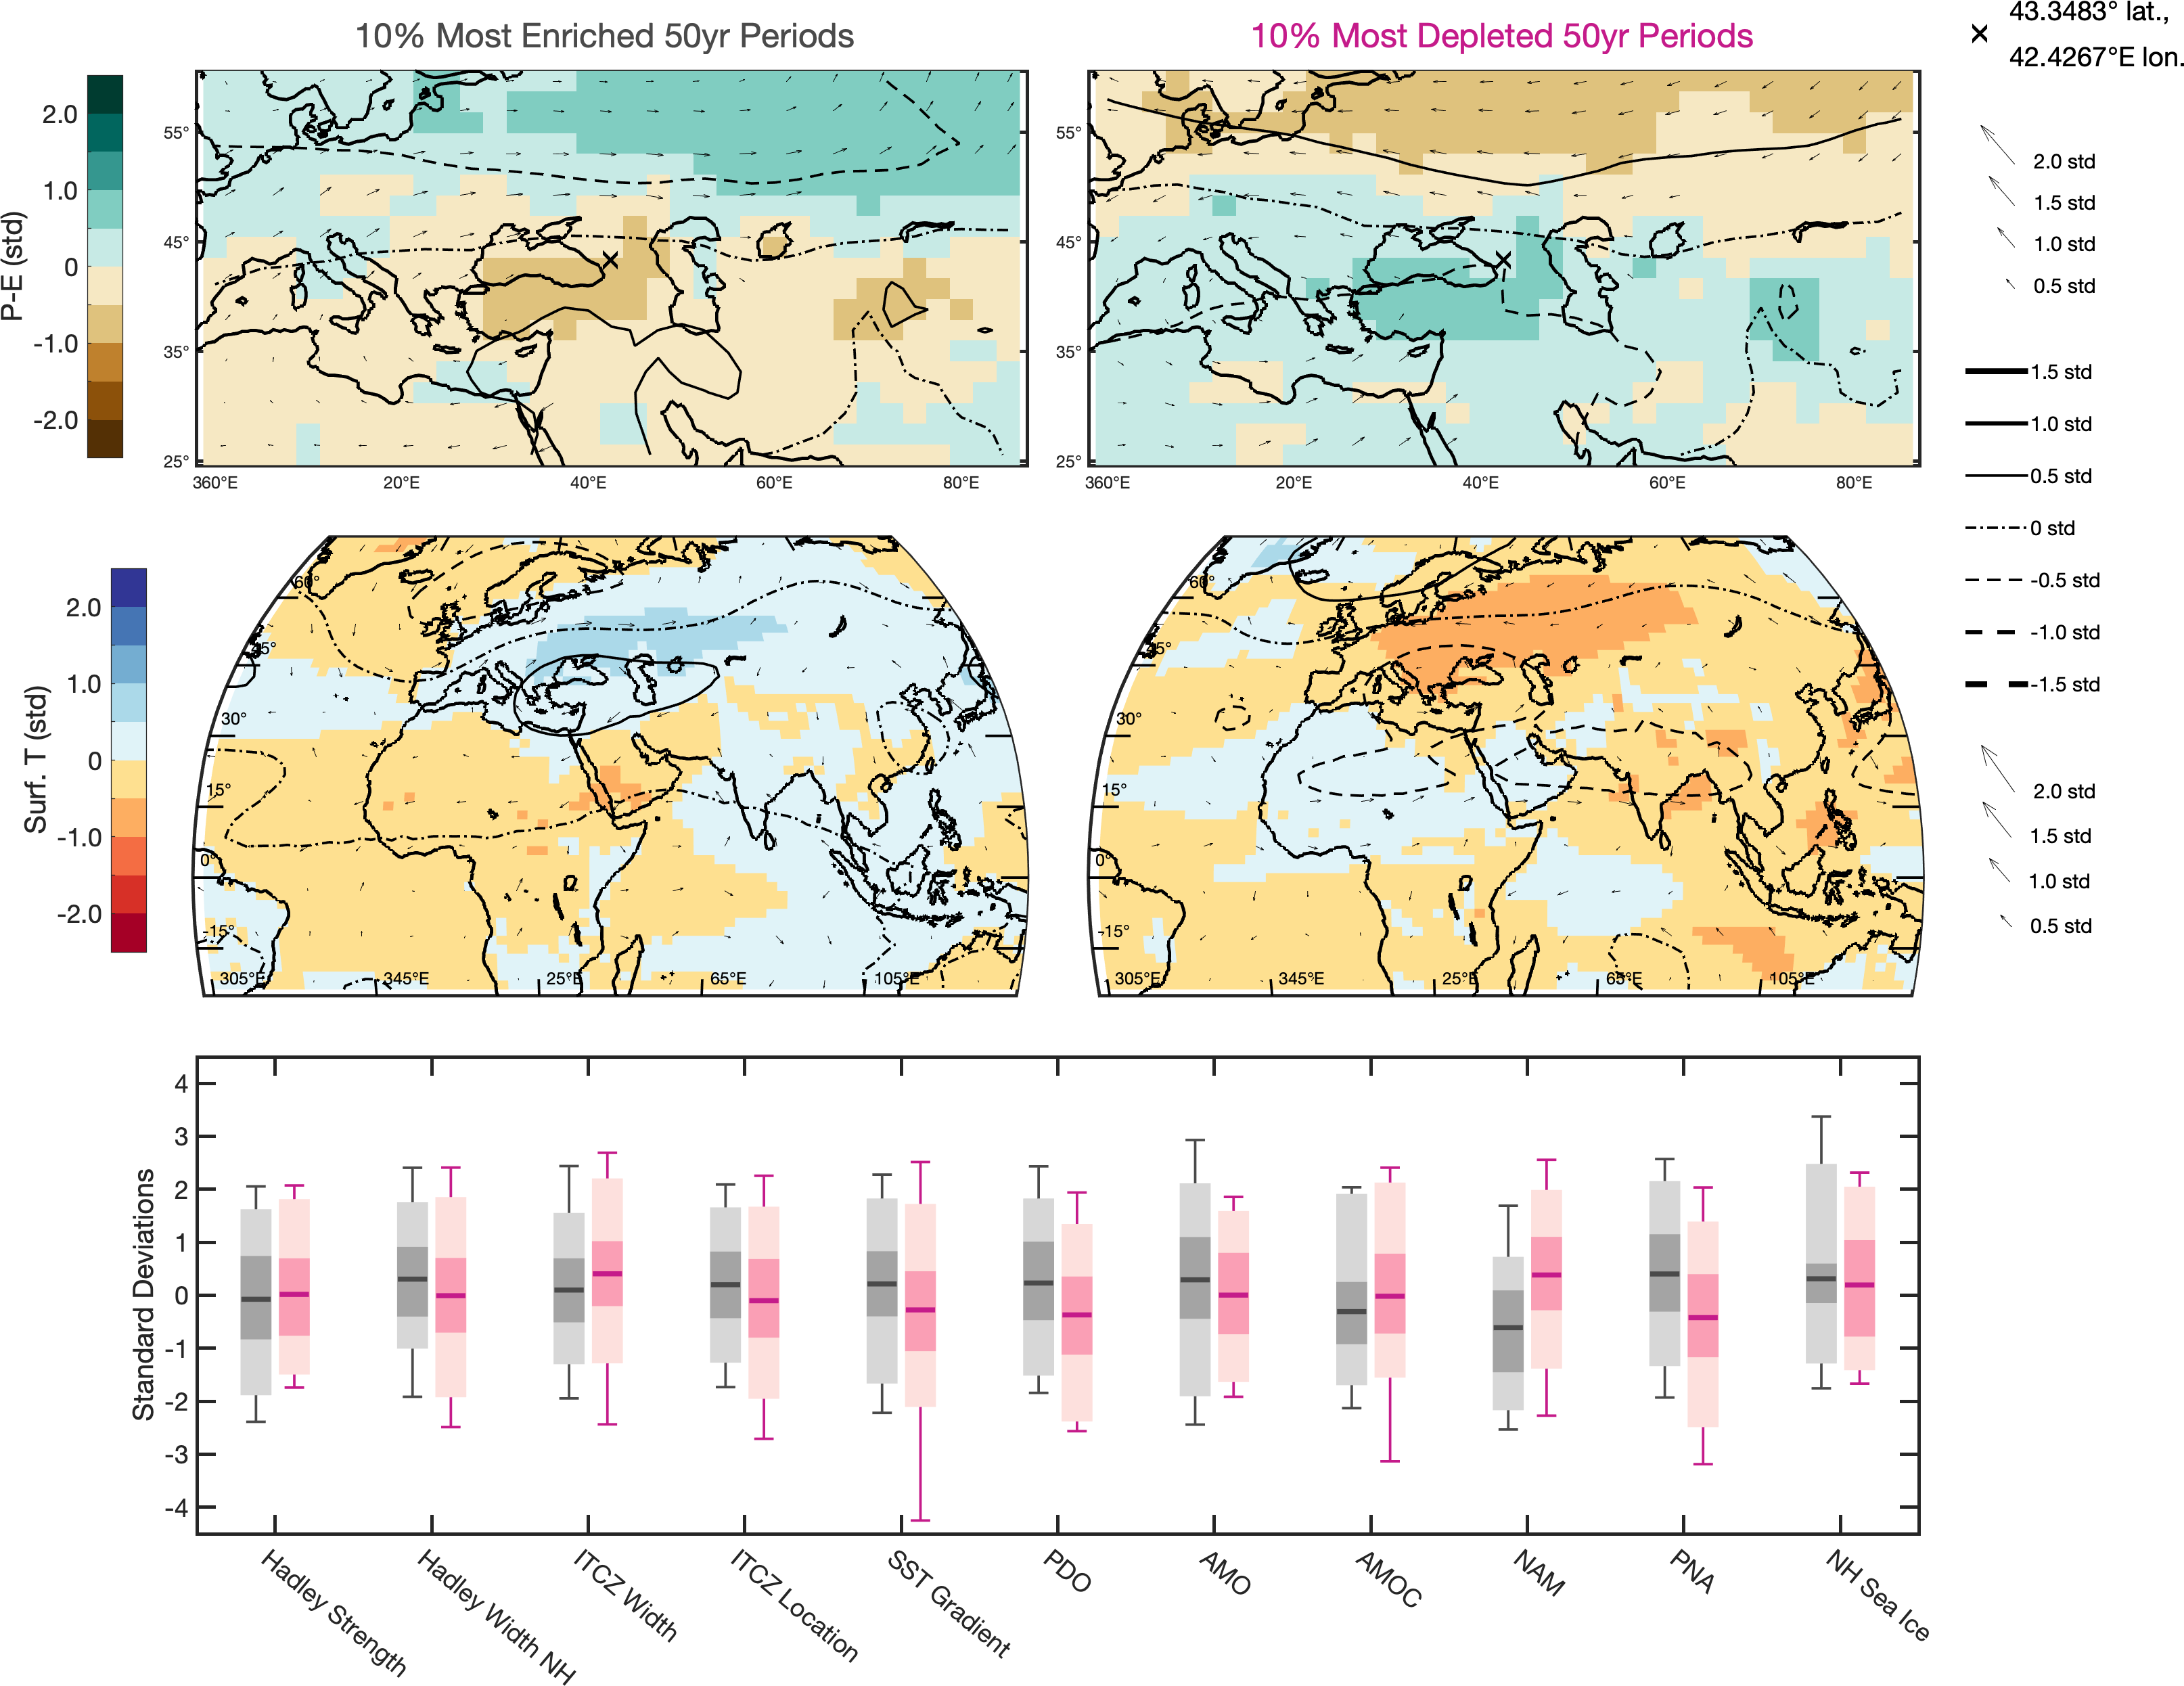 10% Most Enriched 50yr Periods
10% Most Depleted 50yr Periods
43.3483° lat.,
42.4267°E lon.
P-E (std)
2.0
1.0
0
-1.0
-2.0
55°
45°
35°
25°
360°E 20°E 40°E 60°E 80°E
55°
45°
35°
25°
360°E 20°E 40°E 60°E 80°E
2.0 std
1.5 std
1.0 std
0.5 std
1.5 std
1.0 std
0.5 std
0 std
-0.5 std
-1.0 std
-1.5 std
Surf. T (std)
2.0
1.0
0
-1.0
-2.0
60°
45°
30°
15°
0°
-15°
305°E 345°E 25°E 65°E 105°E
60°
45°
30°
15°
0°
-15°
305°E 345°E 25°E 65°E 105°E
2.0 std
1.5 std
1.0 std
0.5 std
Standard Deviations
4
3
2
1
0
-1
-2
-3
-4
Hadley Strength
Hadley Width NH
ITCZ Width
ITCZ Location
SST Gradient
PDO
AMO
AMOC
NAM
PNA
NH Sea Ice